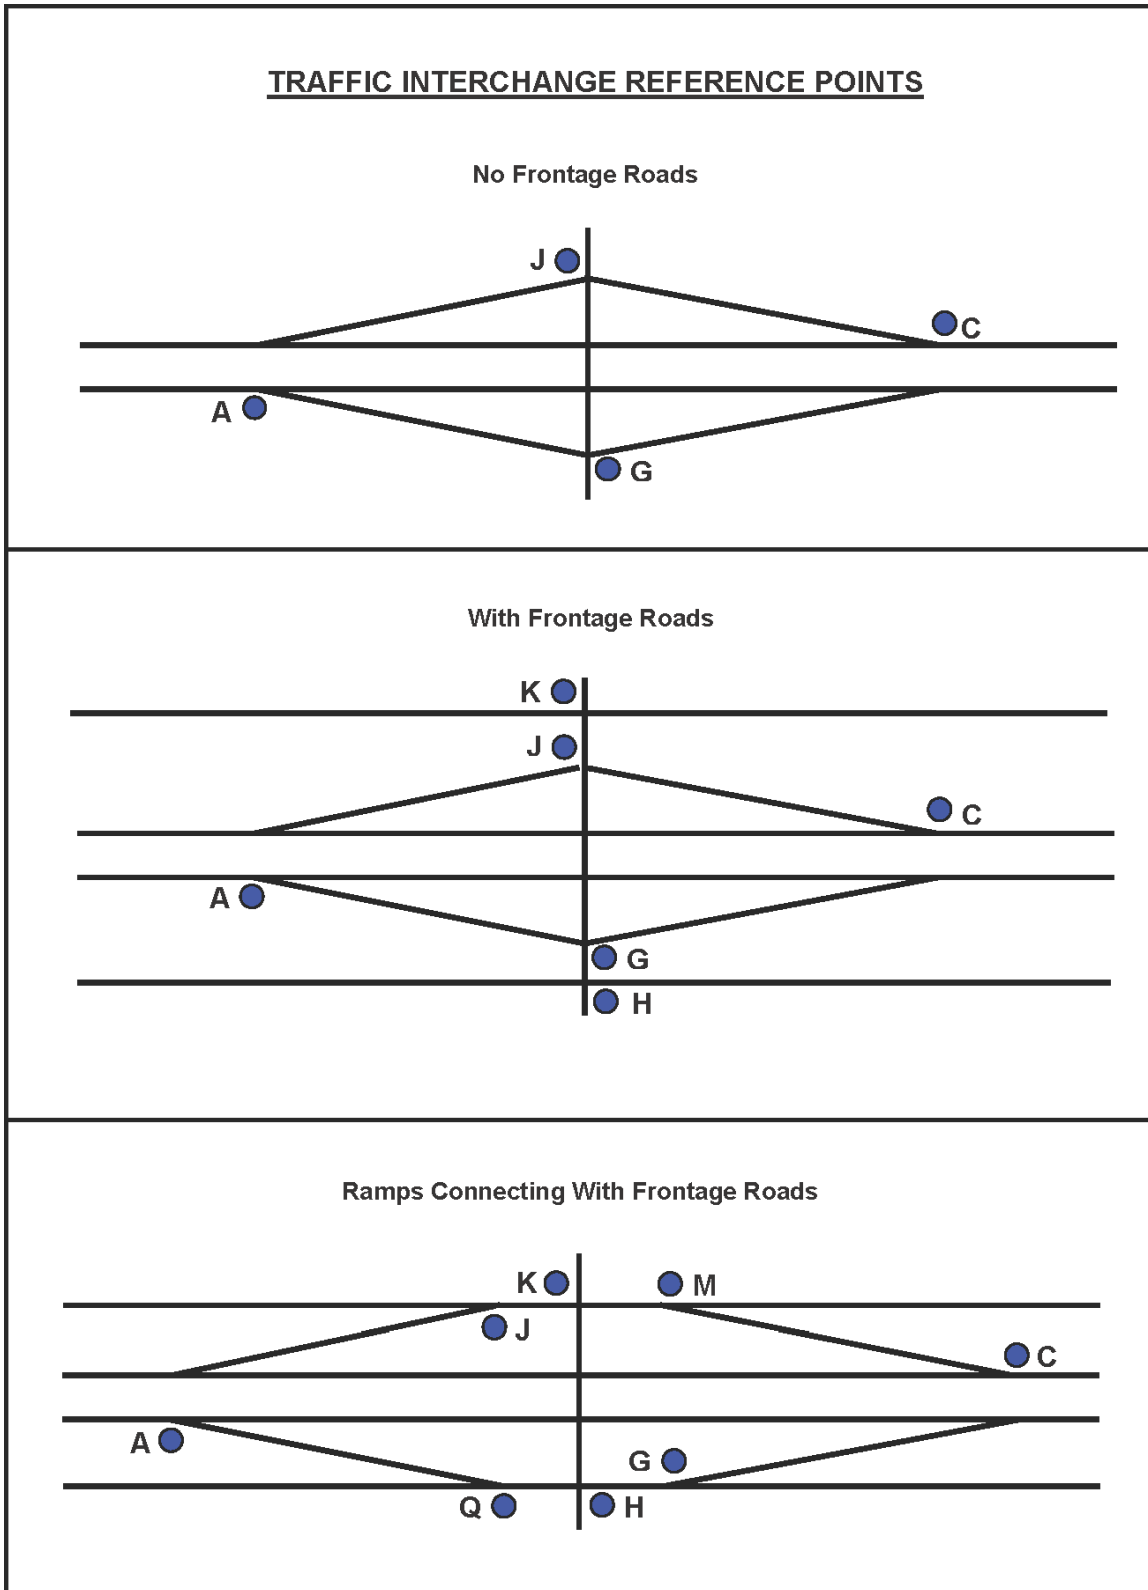 TRAFFIC INTERCHANGE REFERENCE POINTS
No Frontage Roads
J
C
A
G
With Frontage Roads
K
J
C
A
G
H
Ramps Connecting With Frontage Roads
K
M
J
C
A
G
Q
H